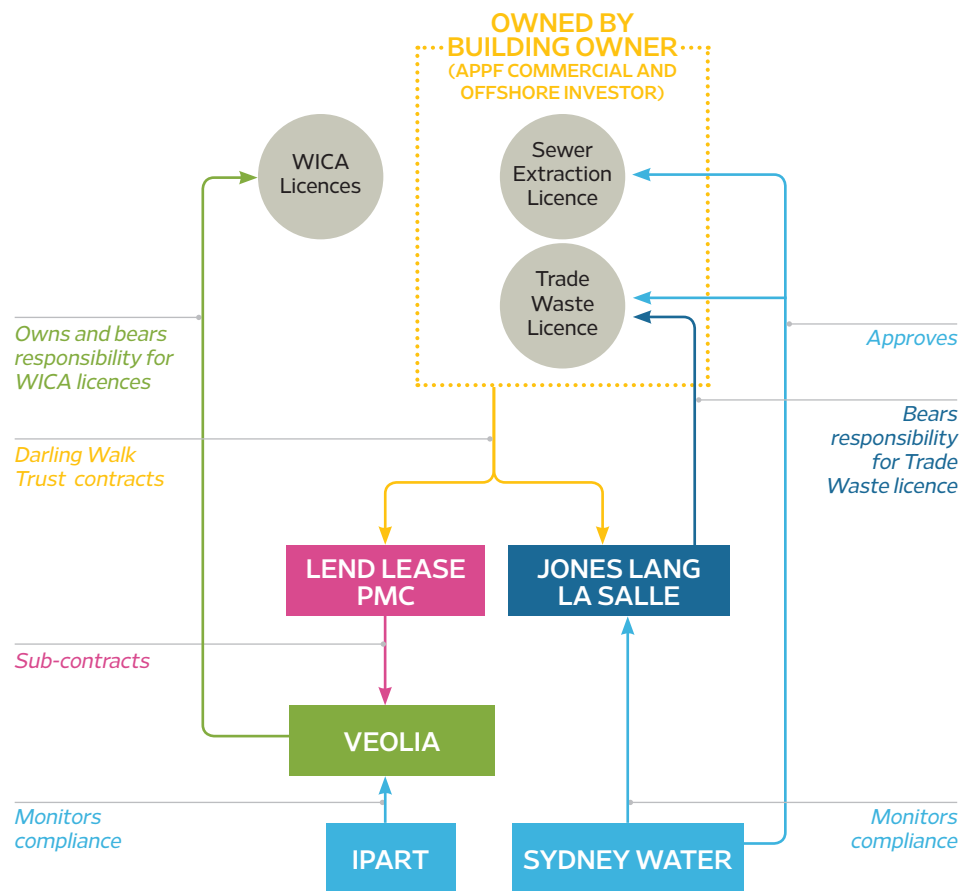 OWNED BY
BUILDING OWNER
(APPF COMMERCIAL AND
OFFSHORE INVESTOR)
WICA
Licences
Sewer
Extraction
Licence
Trade
Waste
Licence
Owns and bears
responsibility for
WICA licences
Approves
Darling Walk
Trust contracts
Bears
responsibility
for Trade
Waste licence
LEND LEASE
PMC
JONES LANG
LA SALLE
Sub-contracts
VEOLIA
Monitors
compliance
IPART
SYDNEY WATER
Monitors
compliance